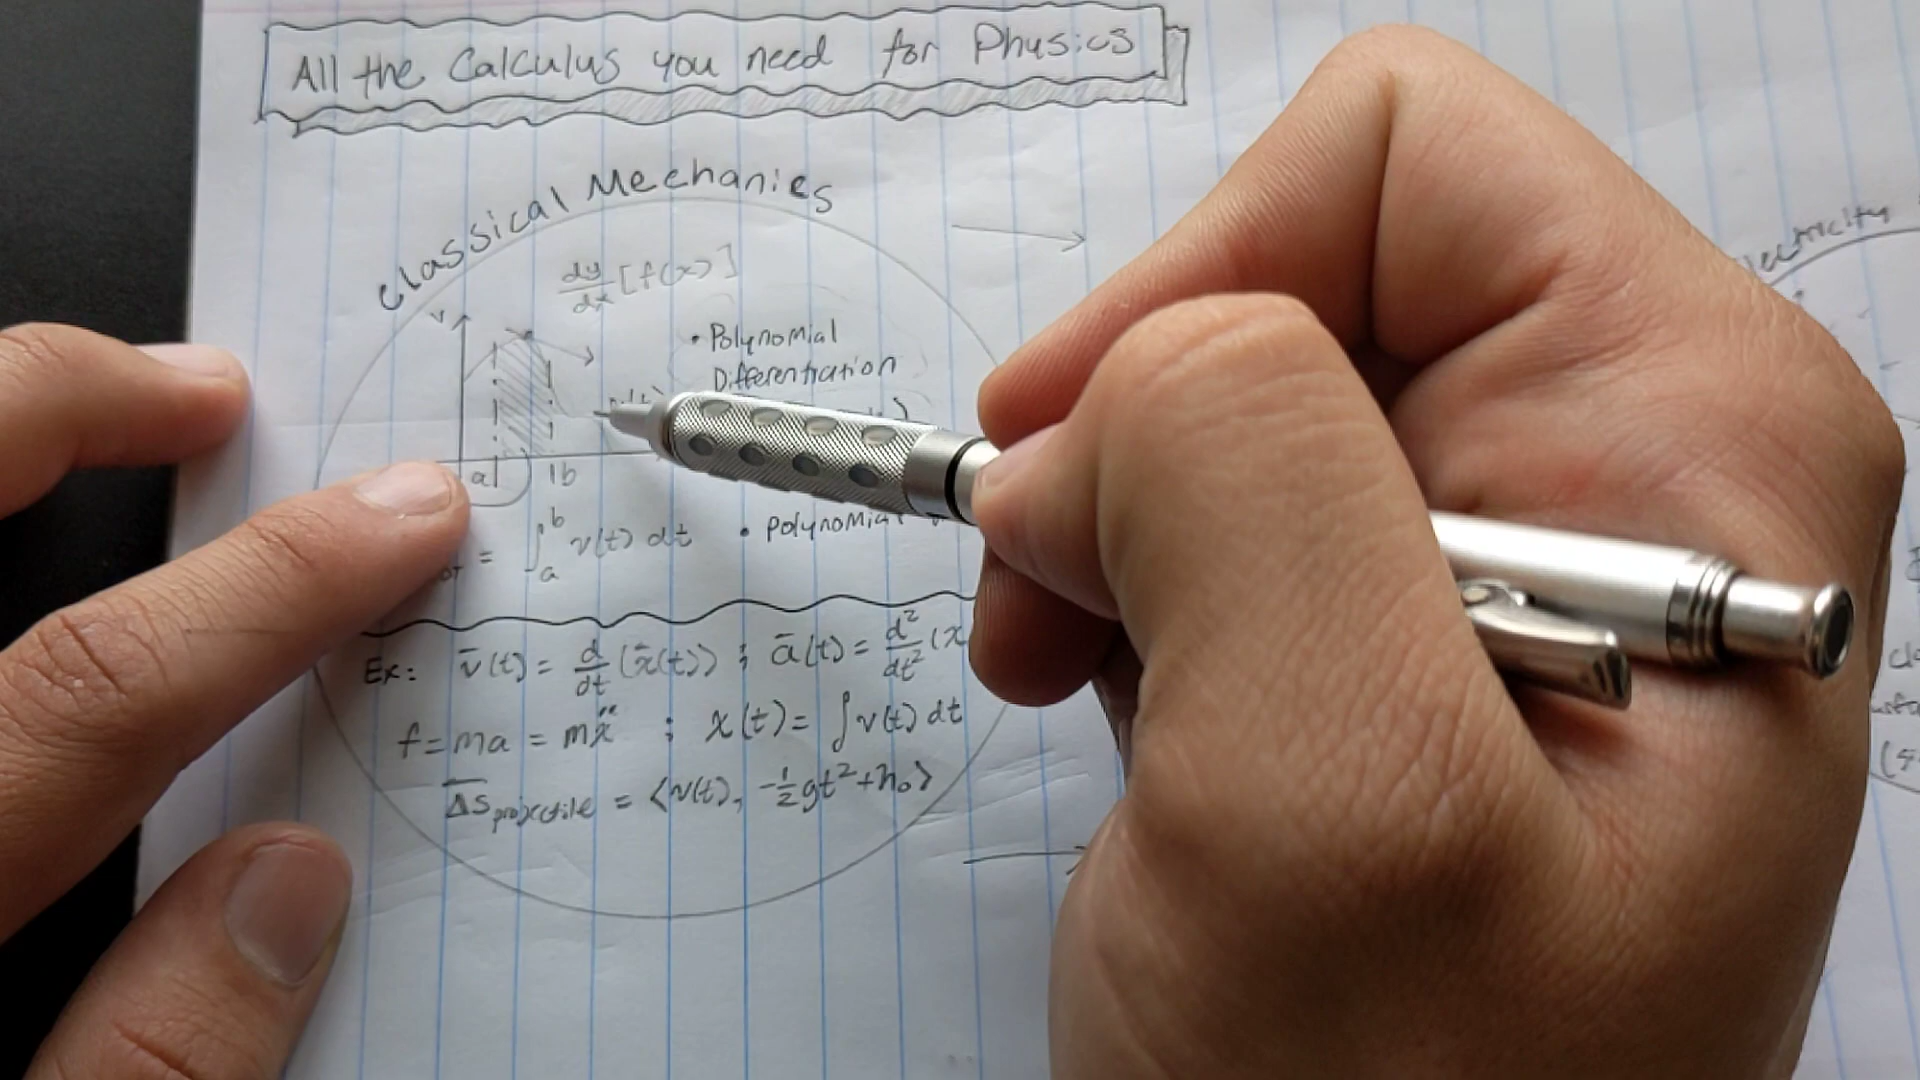 All the Calculus you need for Physics
Classical Mechanics
dy/dx [f(x)]
v
• Polynomial
Differentiation
a b
= ∫_a^b v(t) dt
• Polynomial
Ex: v̄(t) = d/dt (x̄(t)) ; ā(t) = d²/dt² (x
f = ma = mẍ ; x(t) = ∫ v(t) dt
Δs projectile = ⟨v(t), -½gt² + h₀⟩